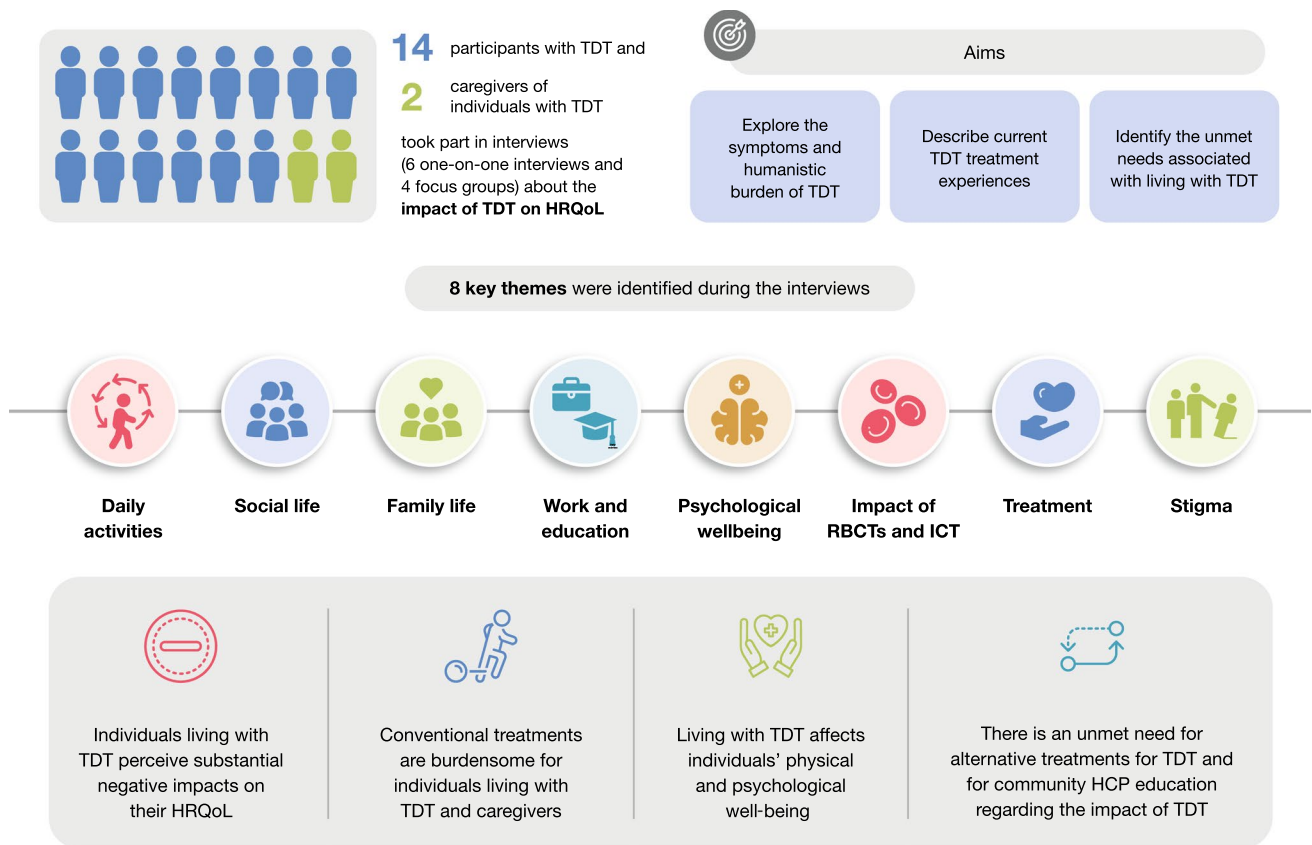 14 participants with TDT and
2 caregivers of
individuals with TDT
took part in interviews
(6 one-on-one interviews and
4 focus groups) about the
impact of TDT on HRQoL
Aims
Explore the
symptoms and
humanistic
burden of TDT
Describe current
TDT treatment
experiences
Identify the unmet
needs associated
with living with TDT
8 key themes were identified during the interviews
Daily
activities
Social life
Family life
Work and
education
Psychological
wellbeing
Impact of
RBCTs and ICT
Treatment
Stigma
Individuals living with
TDT perceive substantial
negative impacts on
their HRQoL
Conventional treatments
are burdensome for
individuals living with
TDT and caregivers
Living with TDT affects
individuals’ physical
and psychological
well-being
There is an unmet need for
alternative treatments for TDT and
for community HCP education
regarding the impact of TDT